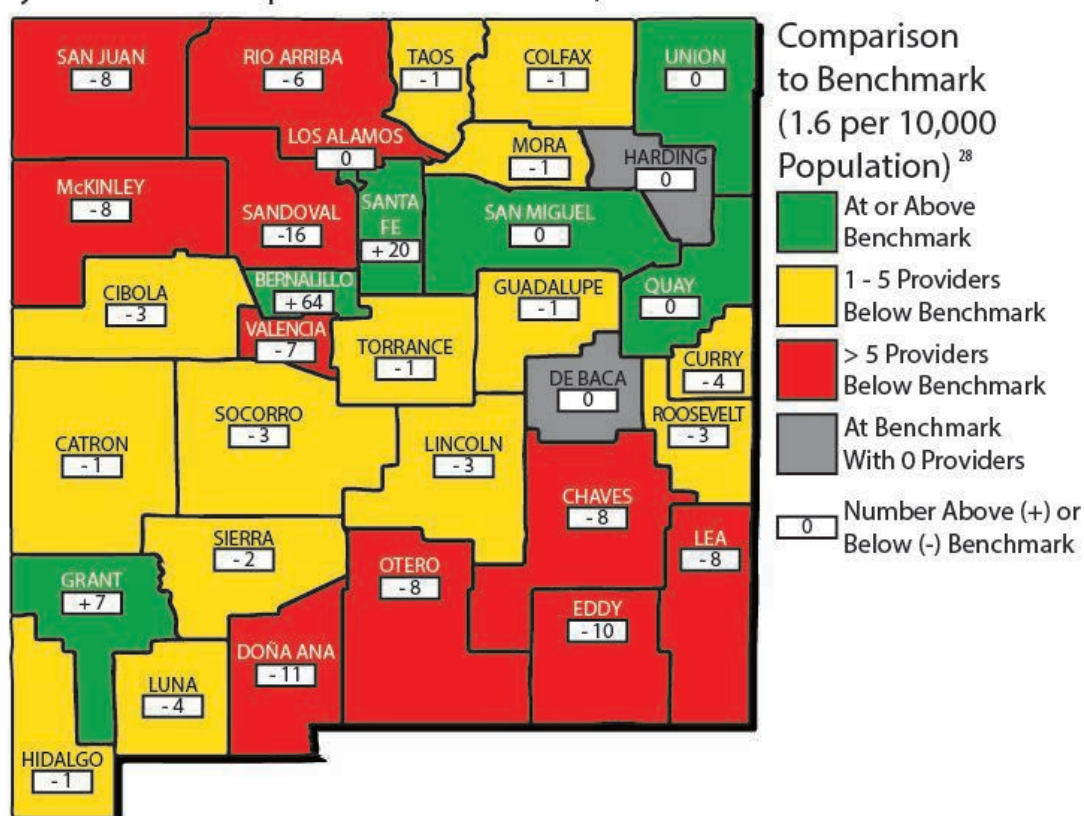 SAN JUAN
- 8
RIO ARRIBA
- 6
TAOS
- 1
COLFAX
- 1
UNION
0
LOS ALAMOS
0
MORA
- 1
HARDING
0
McKINLEY
- 8
SANDOVAL
-16
SANTA
FE
+ 20
SAN MIGUEL
0
BERNALILLO
+ 64
CIBOLA
- 3
VALENCIA
- 7
TORRANCE
- 1
GUADALUPE
- 1
QUAY
0
CURRY
- 4
DE BACA
0
ROOSEVELT
- 3
CATRON
- 1
SOCORRO
- 3
LINCOLN
- 3
CHAVES
- 8
LEA
- 8
SIERRA
- 2
OTERO
- 8
GRANT
+ 7
EDDY
- 10
DOÑA ANA
- 11
LUNA
- 4
HIDALGO
- 1
Comparison
to Benchmark
(1.6 per 10,000
Population) 28
At or Above
Benchmark
1 - 5 Providers
Below Benchmark
> 5 Providers
Below Benchmark
At Benchmark
With 0 Providers
0
Number Above (+) or
Below (-) Benchmark